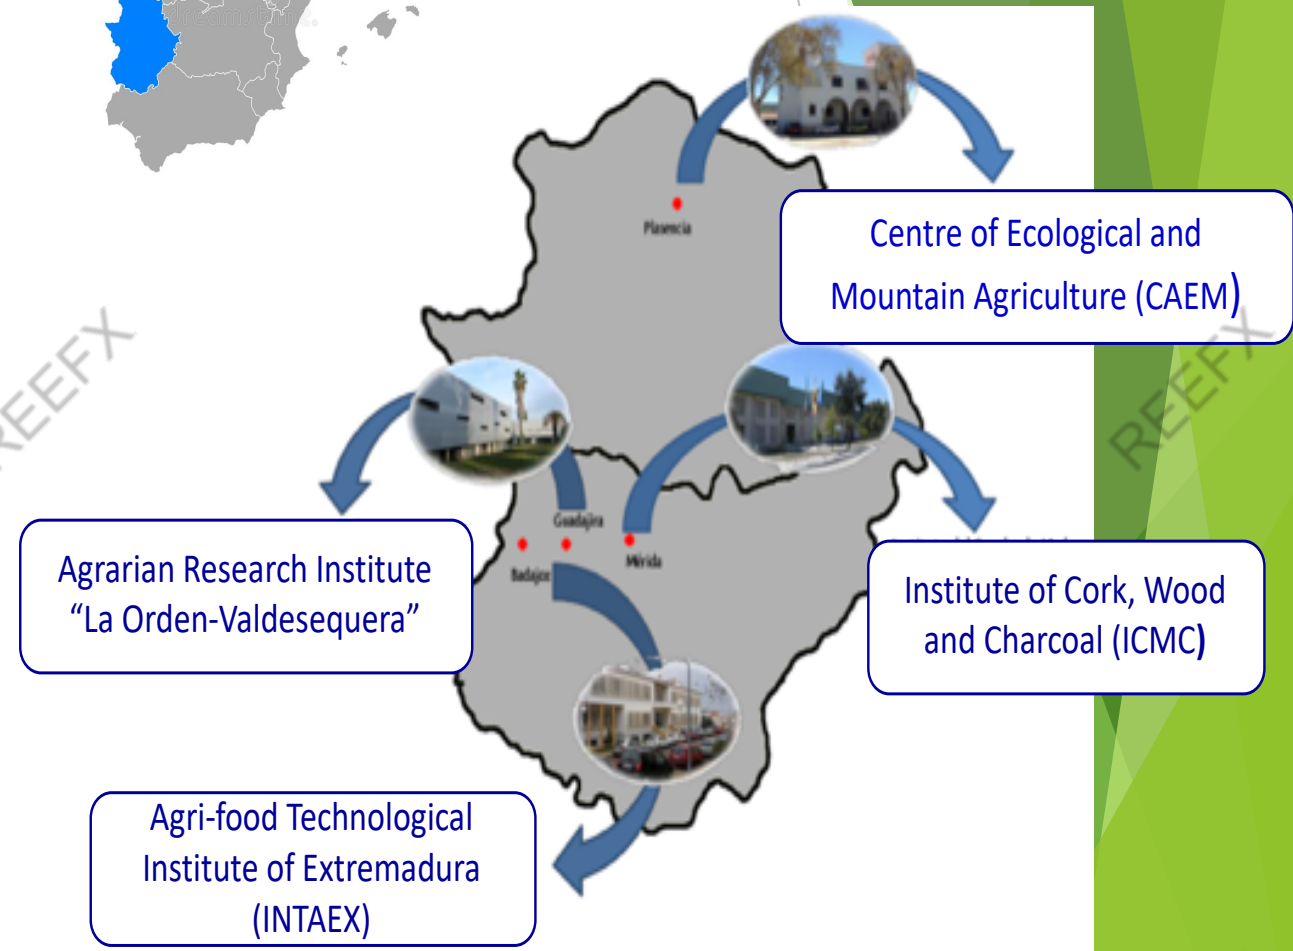 Plasencia
Centre of Ecological and
Mountain Agriculture (CAEM)
REEFX
REEFX
Guadajira
Badajoz
Mérida
Agrarian Research Institute
“La Orden-Valdesequera”
Institute of Cork, Wood
and Charcoal (ICMC)
Agri-food Technological
Institute of Extremadura
(INTAEX)